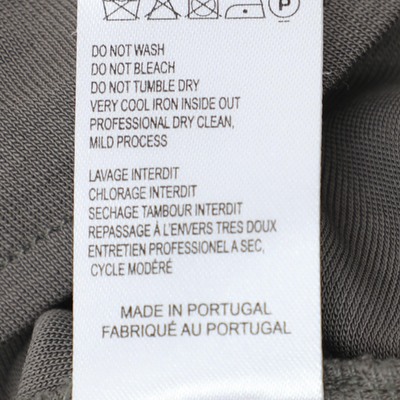 P
DO NOT WASH
DO NOT BLEACH
DO NOT TUMBLE DRY
VERY COOL IRON INSIDE OUT
PROFESSIONAL DRY CLEAN,
MILD PROCESS
LAVAGE INTERDIT
CHLORAGE INTERDIT
SECHAGE TAMBOUR INTERDIT
REPASSAGE À L'ENVERS TRES DOUX
ENTRETIEN PROFESSIONEL A SEC,
CYCLE MODÉRÉ
MADE IN PORTUGAL
FABRIQUÉ AU PORTUGAL